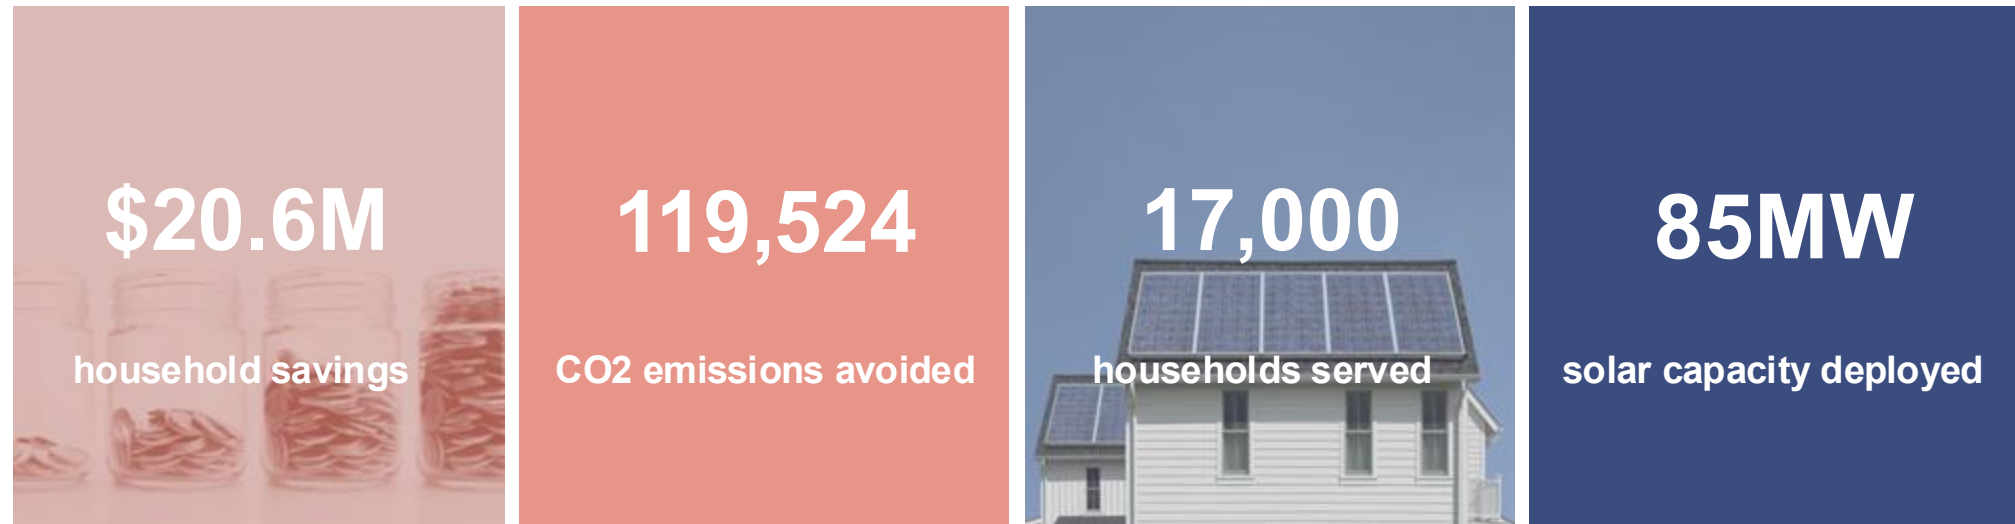 $20.6M
household savings
119,524
CO2 emissions avoided
17,000
households served
85MW
solar capacity deployed